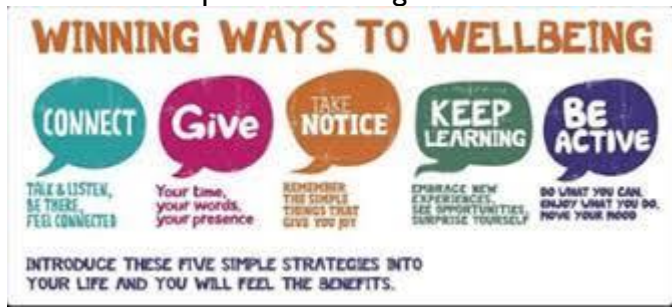 WINNING WAYS TO WELLBEING
CONNECT
TALK & LISTEN,
BE THERE,
FEEL CONNECTED
Give
Your time,
your words,
your presence
TAKE
NOTICE
REMEMBER
THE SIMPLE
THINGS THAT
GIVE YOU JOY
KEEP
LEARNING
EMBRACE NEW
EXPERIENCES,
SEE OPPORTUNITIES,
SURPRISE YOURSELF
BE
ACTIVE
DO WHAT YOU CAN,
ENJOY WHAT YOU DO,
MOVE YOUR MOOD
INTRODUCE THESE FIVE SIMPLE STRATEGIES INTO
YOUR LIFE AND YOU WILL FEEL THE BENEFITS.